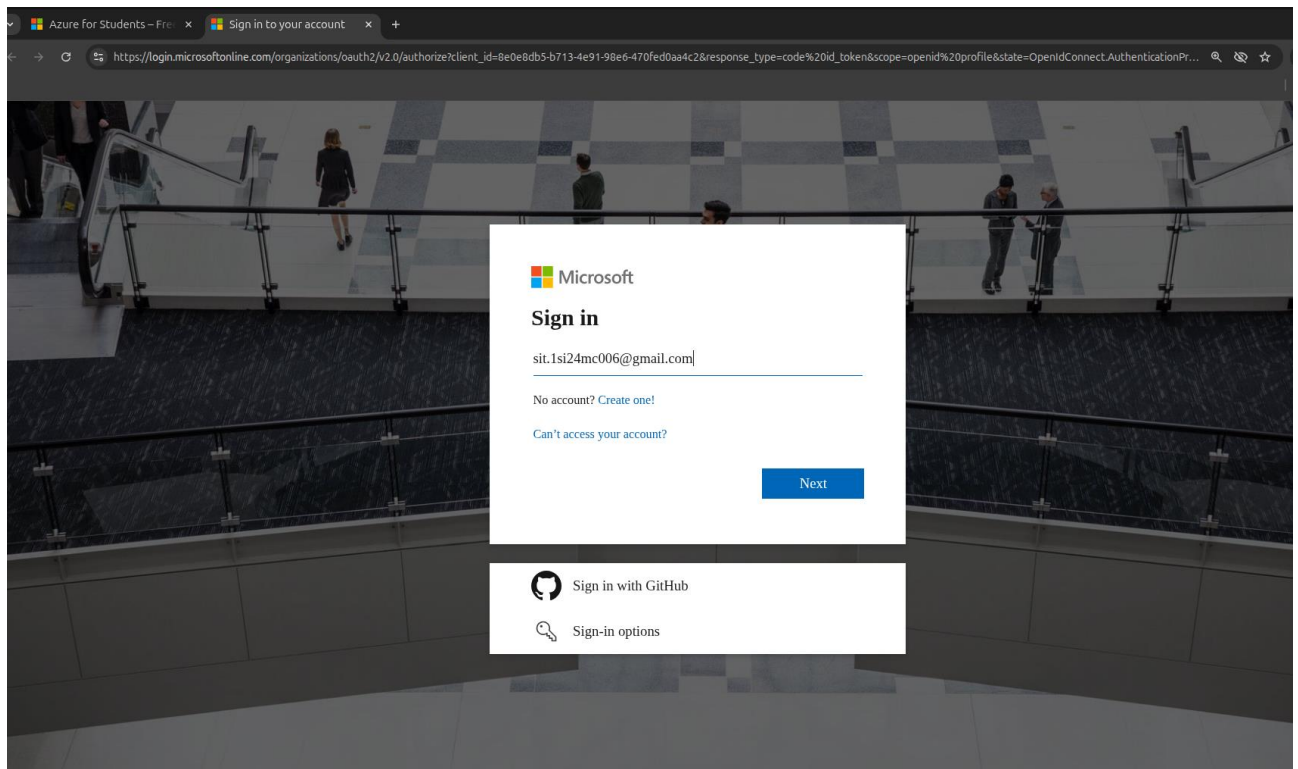 Azure for Students – Fre
Sign in to your account
https://login.microsoftonline.com/organizations/oauth2/v2.0/authorize?client_id=8e0e8db5-b713-4e91-98e6-470fed0aa4c2&response_type=code%20id_token&scope=openid%20profile&state=OpenIdConnect.AuthenticationPr...
Microsoft
Sign in
sit.1si24mc006@gmail.com
No account? Create one!
Can’t access your account?
Next
Sign in with GitHub
Sign-in options